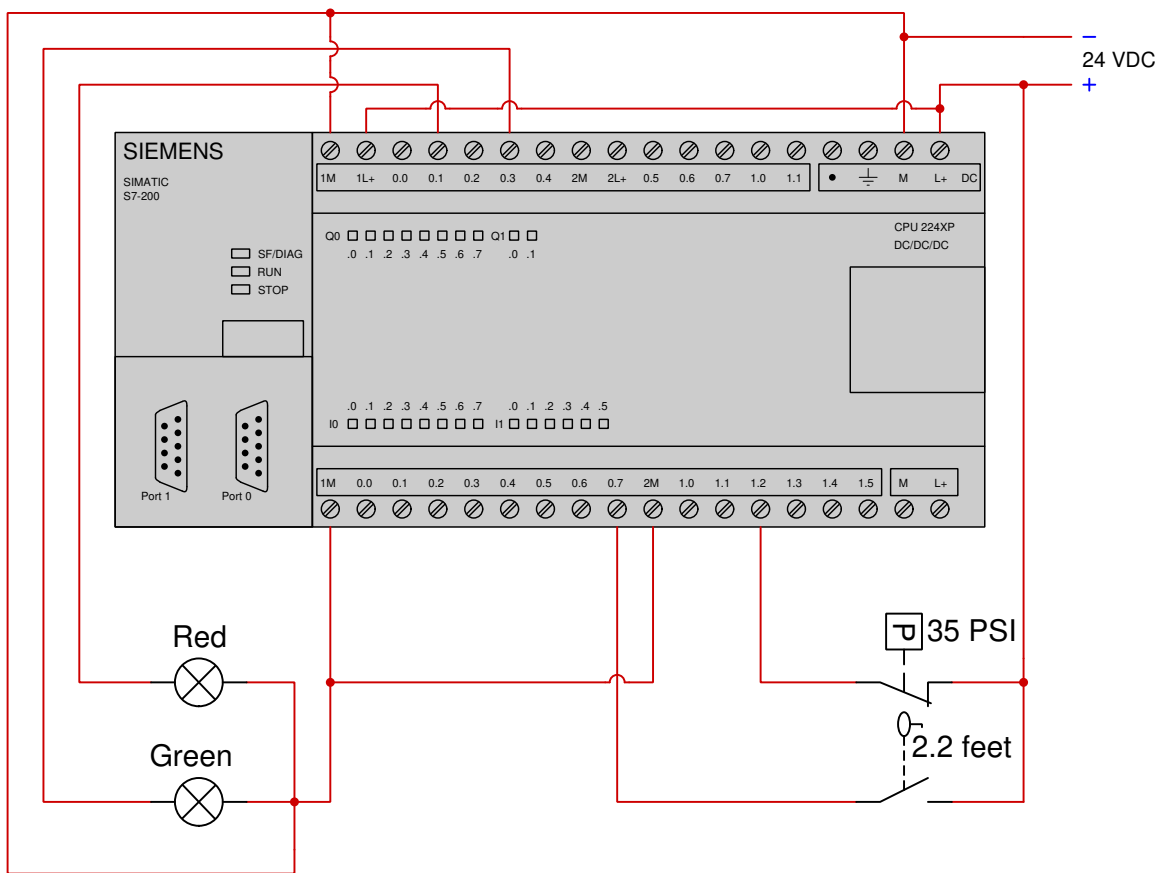 −
24 VDC
+
SIEMENS
SIMATIC
S7-200
1M 1L+ 0.0 0.1 0.2 0.3 0.4 2M 2L+ 0.5 0.6 0.7 1.0 1.1 M L+ DC
CPU 224XP
DC/DC/DC
Q0 Q1
.0 .1 .2 .3 .4 .5 .6 .7 .0 .1
SF/DIAG
RUN
STOP
.0 .1 .2 .3 .4 .5 .6 .7 .0 .1 .2 .3 .4 .5
I0 I1
Port 1 Port 0
1M 0.0 0.1 0.2 0.3 0.4 0.5 0.6 0.7 2M 1.0 1.1 1.2 1.3 1.4 1.5 M L+
Red
P 35 PSI
Green
2.2 feet